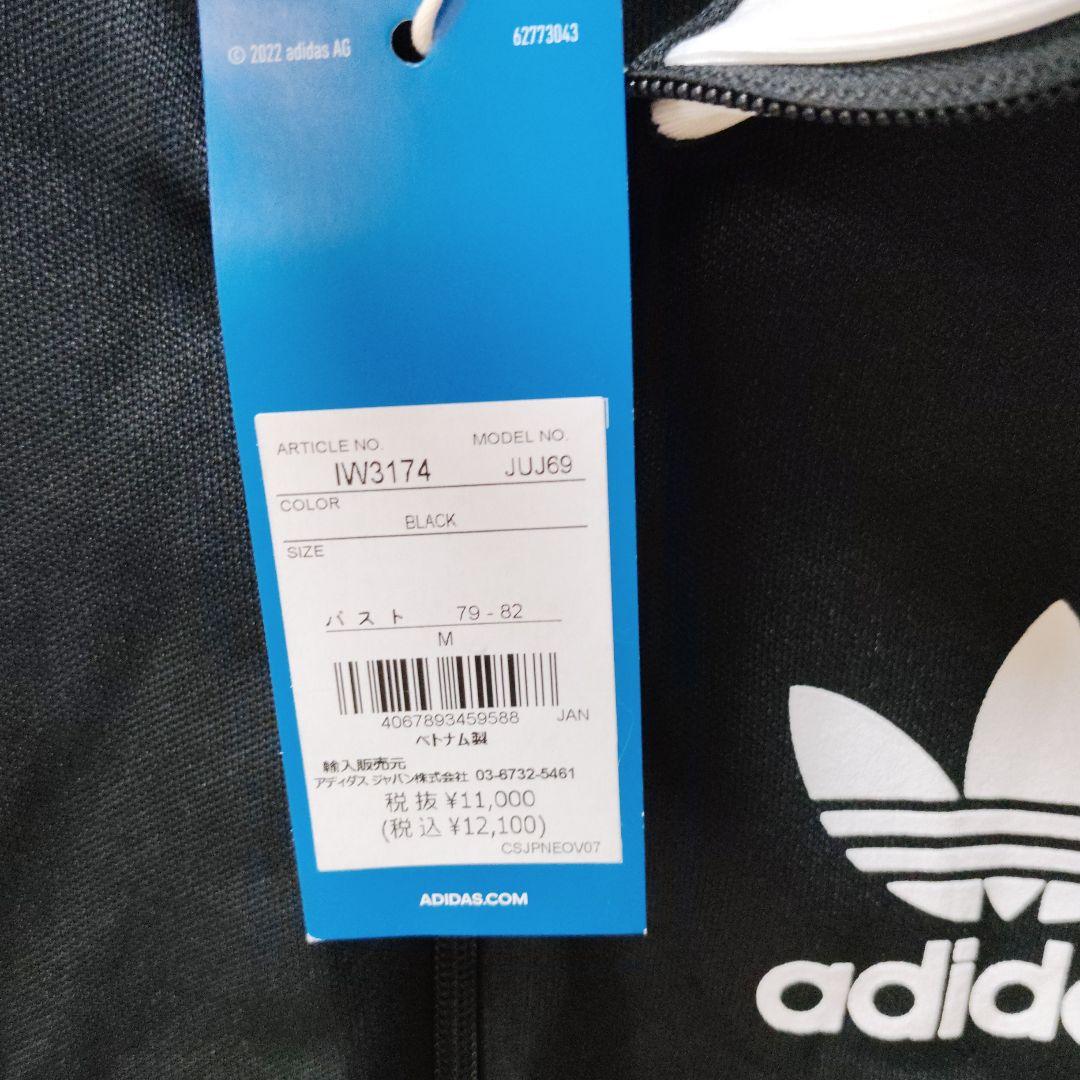 © 2022 adidas AG
62773043
ARTICLE NO.
MODEL NO.
IW3174
JUJ69
COLOR
BLACK
SIZE
バスト 79 - 82
M
4067893459588 JAN
ベトナム製
輸入販売元
アディダス ジャパン株式会社 03-6732-5461
税抜 ¥11,000
(税込 ¥12,100)
CSJPNEOV07
ADIDAS.COM
adidas